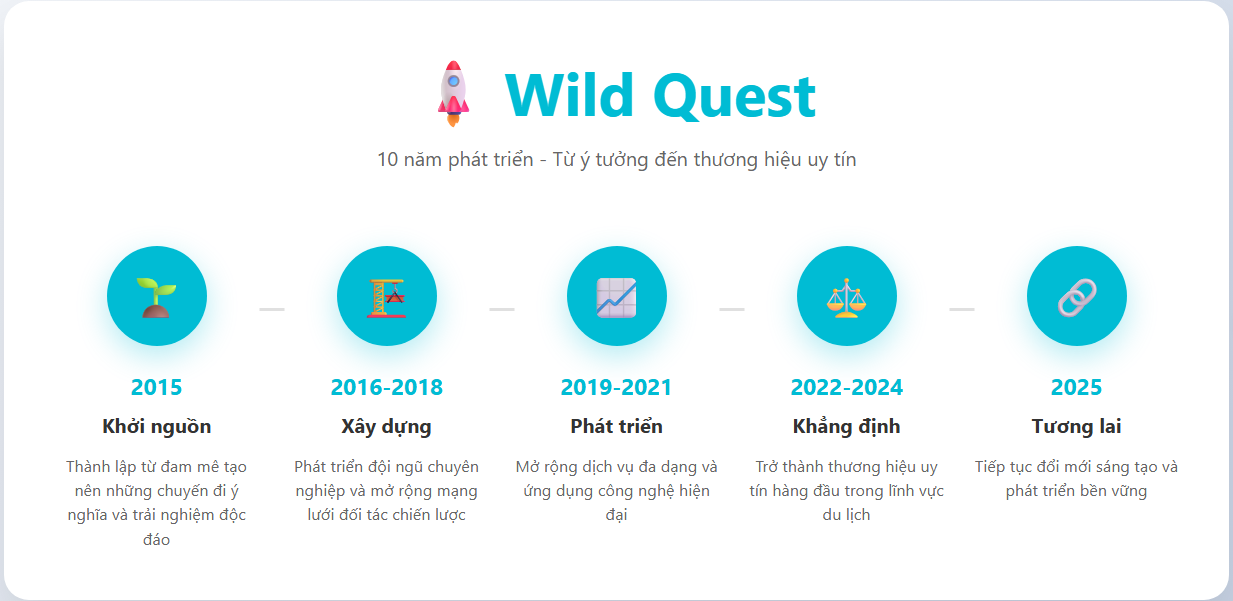 Wild Quest
10 năm phát triển - Từ ý tưởng đến thương hiệu uy tín
2015
Khởi nguồn
Thành lập từ đam mê tạo
nên những chuyến đi ý
nghĩa và trải nghiệm độc
đáo
2016-2018
Xây dựng
Phát triển đội ngũ chuyên
nghiệp và mở rộng mạng
lưới đối tác chiến lược
2019-2021
Phát triển
Mở rộng dịch vụ đa dạng và
ứng dụng công nghệ hiện
đại
2022-2024
Khẳng định
Trở thành thương hiệu uy
tín hàng đầu trong lĩnh vực
du lịch
2025
Tương lai
Tiếp tục đổi mới sáng tạo và
phát triển bền vững